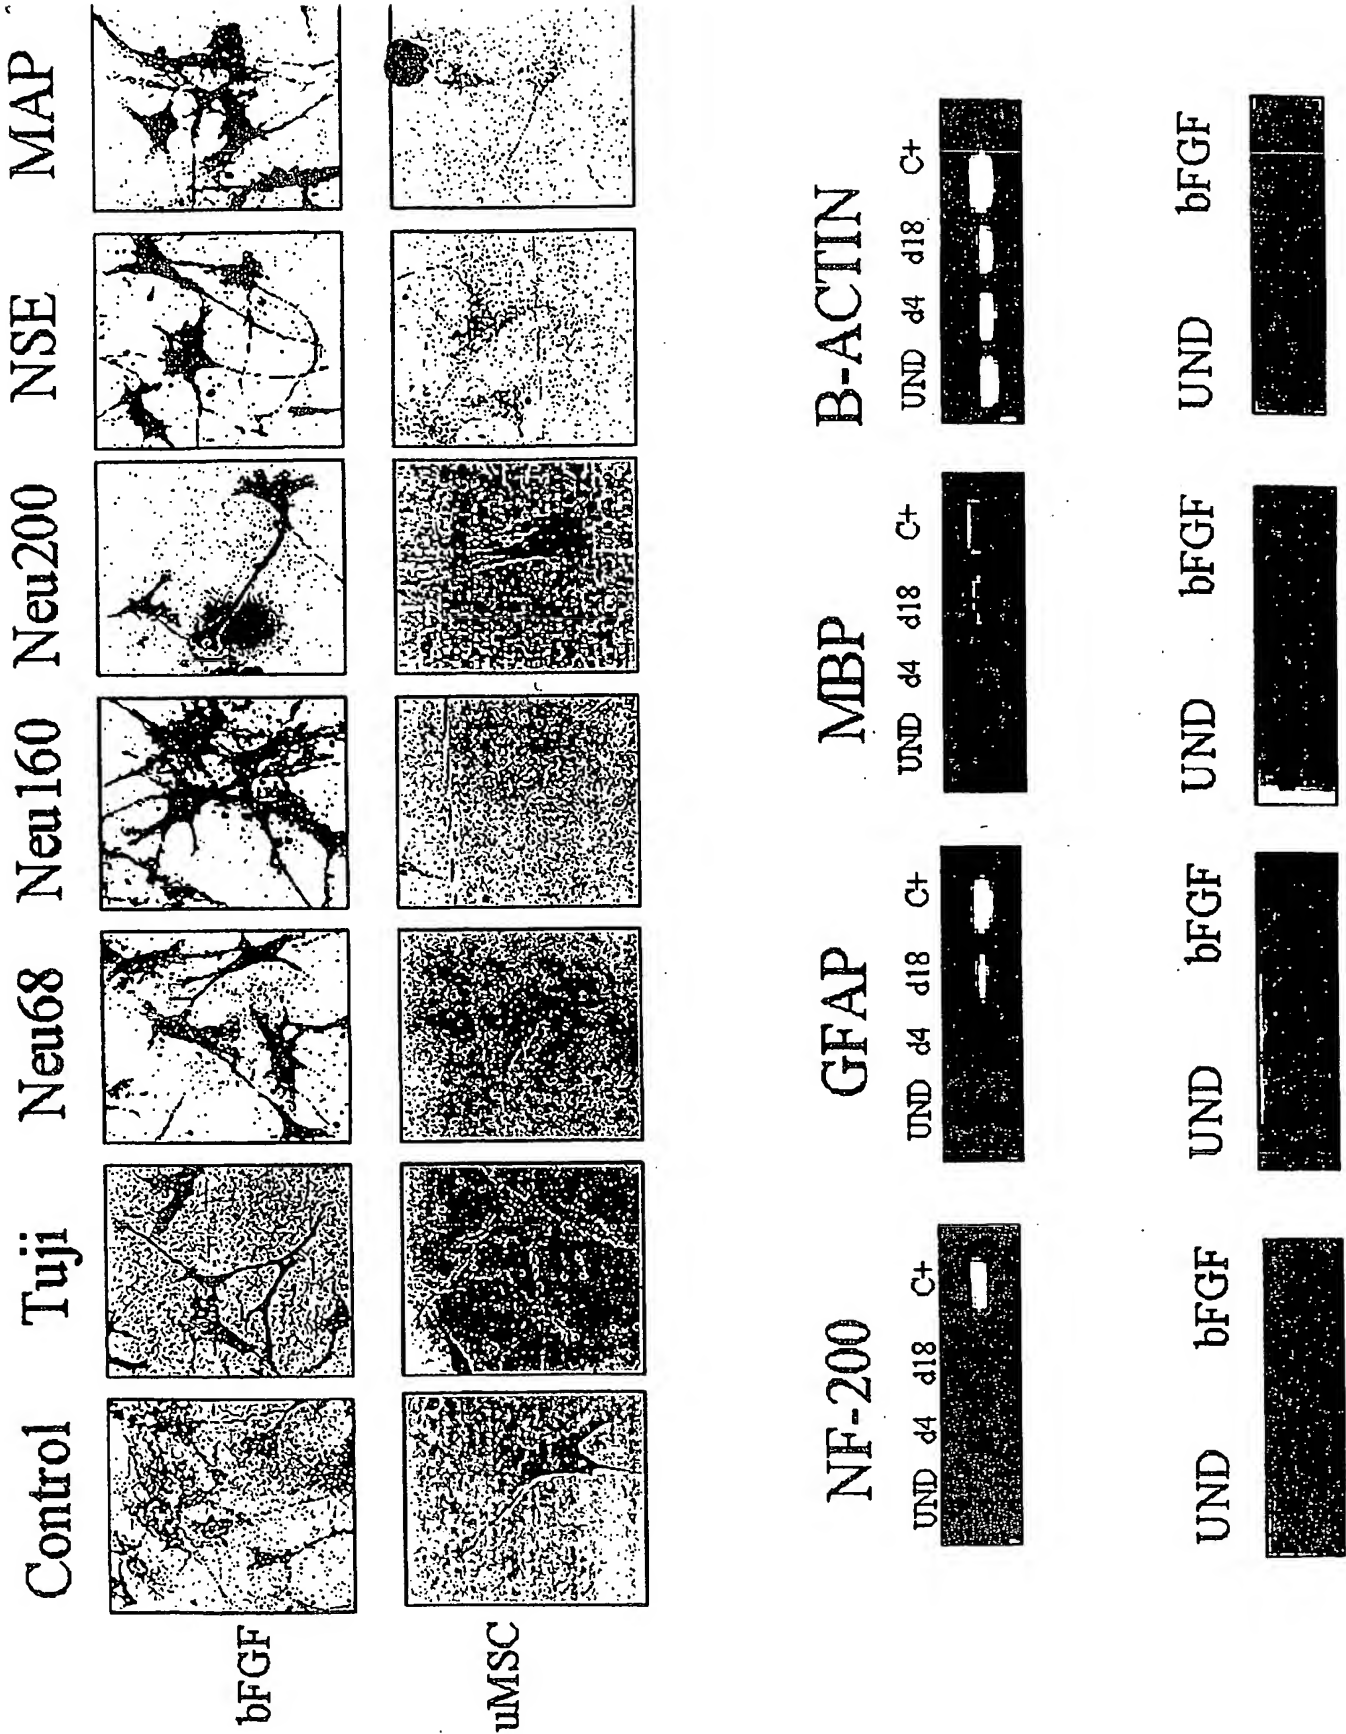 Control Tuji Neu68 Neu160 Neu200 NSE MAP
bFGF
uMSC
NF-200 GFAP MBP B-ACTIN
UND d4 d18 C+ UND d4 d18 C+ UND d4 d18 C+ UND d4 d18 C+
UND bFGF UND bFGF UND bFGF UND bFGF